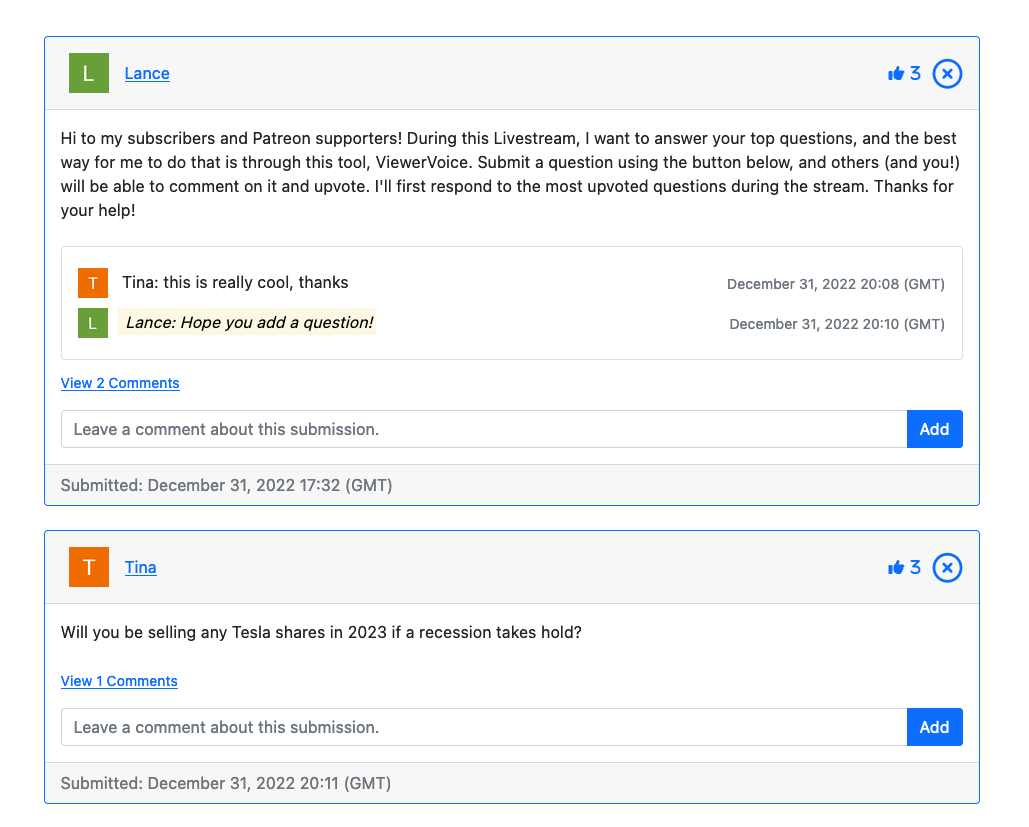 L Lance 3
Hi to my subscribers and Patreon supporters! During this Livestream, I want to answer your top questions, and the best
way for me to do that is through this tool, ViewerVoice. Submit a question using the button below, and others (and you!)
will be able to comment on it and upvote. I'll first respond to the most upvoted questions during the stream. Thanks for
your help!
T Tina: this is really cool, thanks December 31, 2022 20:08 (GMT)
L Lance: Hope you add a question! December 31, 2022 20:10 (GMT)
View 2 Comments
Leave a comment about this submission. Add
Submitted: December 31, 2022 17:32 (GMT)
T Tina 3
Will you be selling any Tesla shares in 2023 if a recession takes hold?
View 1 Comments
Leave a comment about this submission. Add
Submitted: December 31, 2022 20:11 (GMT)